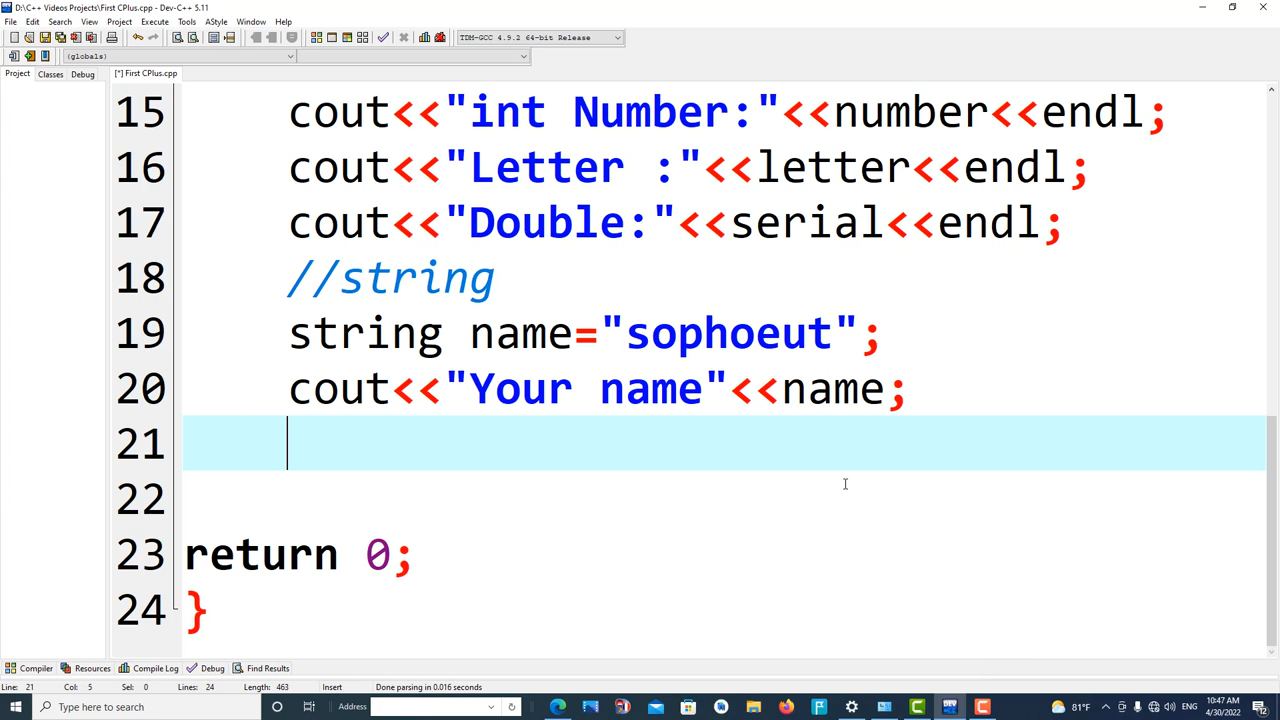 D:\C++ Videos Projects\First CPlus.cpp - Dev-C++ 5.11
File Edit Search View Project Execute Tools AStyle Window Help
TDM-GCC 4.9.2 64-bit Release
(globals)
Project Classes Debug [*] First CPlus.cpp
15 cout<<"int Number:"<<number<<endl;
16 cout<<"Letter :"<<letter<<endl;
17 cout<<"Double:"<<serial<<endl;
18 //string
19 string name="sophoeut";
20 cout<<"Your name"<<name;
21
22
23 return 0;
24 }
Compiler Resources Compile Log Debug Find Results
Line: 21 Col: 5 Sel: 0 Lines: 24 Length: 463 Insert Done parsing in 0.016 seconds
Type here to search Address DEV 81°F ENG 10:47 AM
4/30/2022